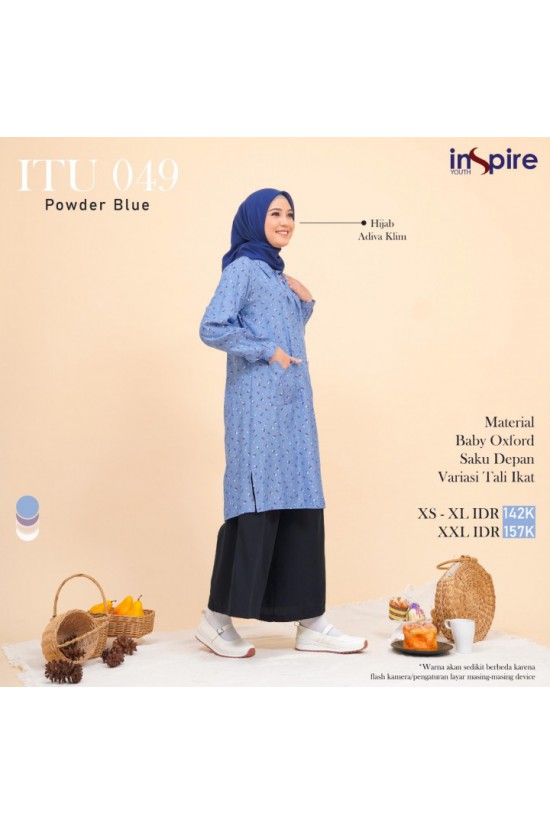 ITU 049
Powder Blue
inSpire
YOUTH
Hijab
Adiva Klim
Material
Baby Oxford
Saku Depan
Variasi Tali Ikat
XS - XL IDR 142K
XXL IDR 157K
*Warna akan sedikit berbeda karena
flash kamera/pengaturan layar masing-masing device